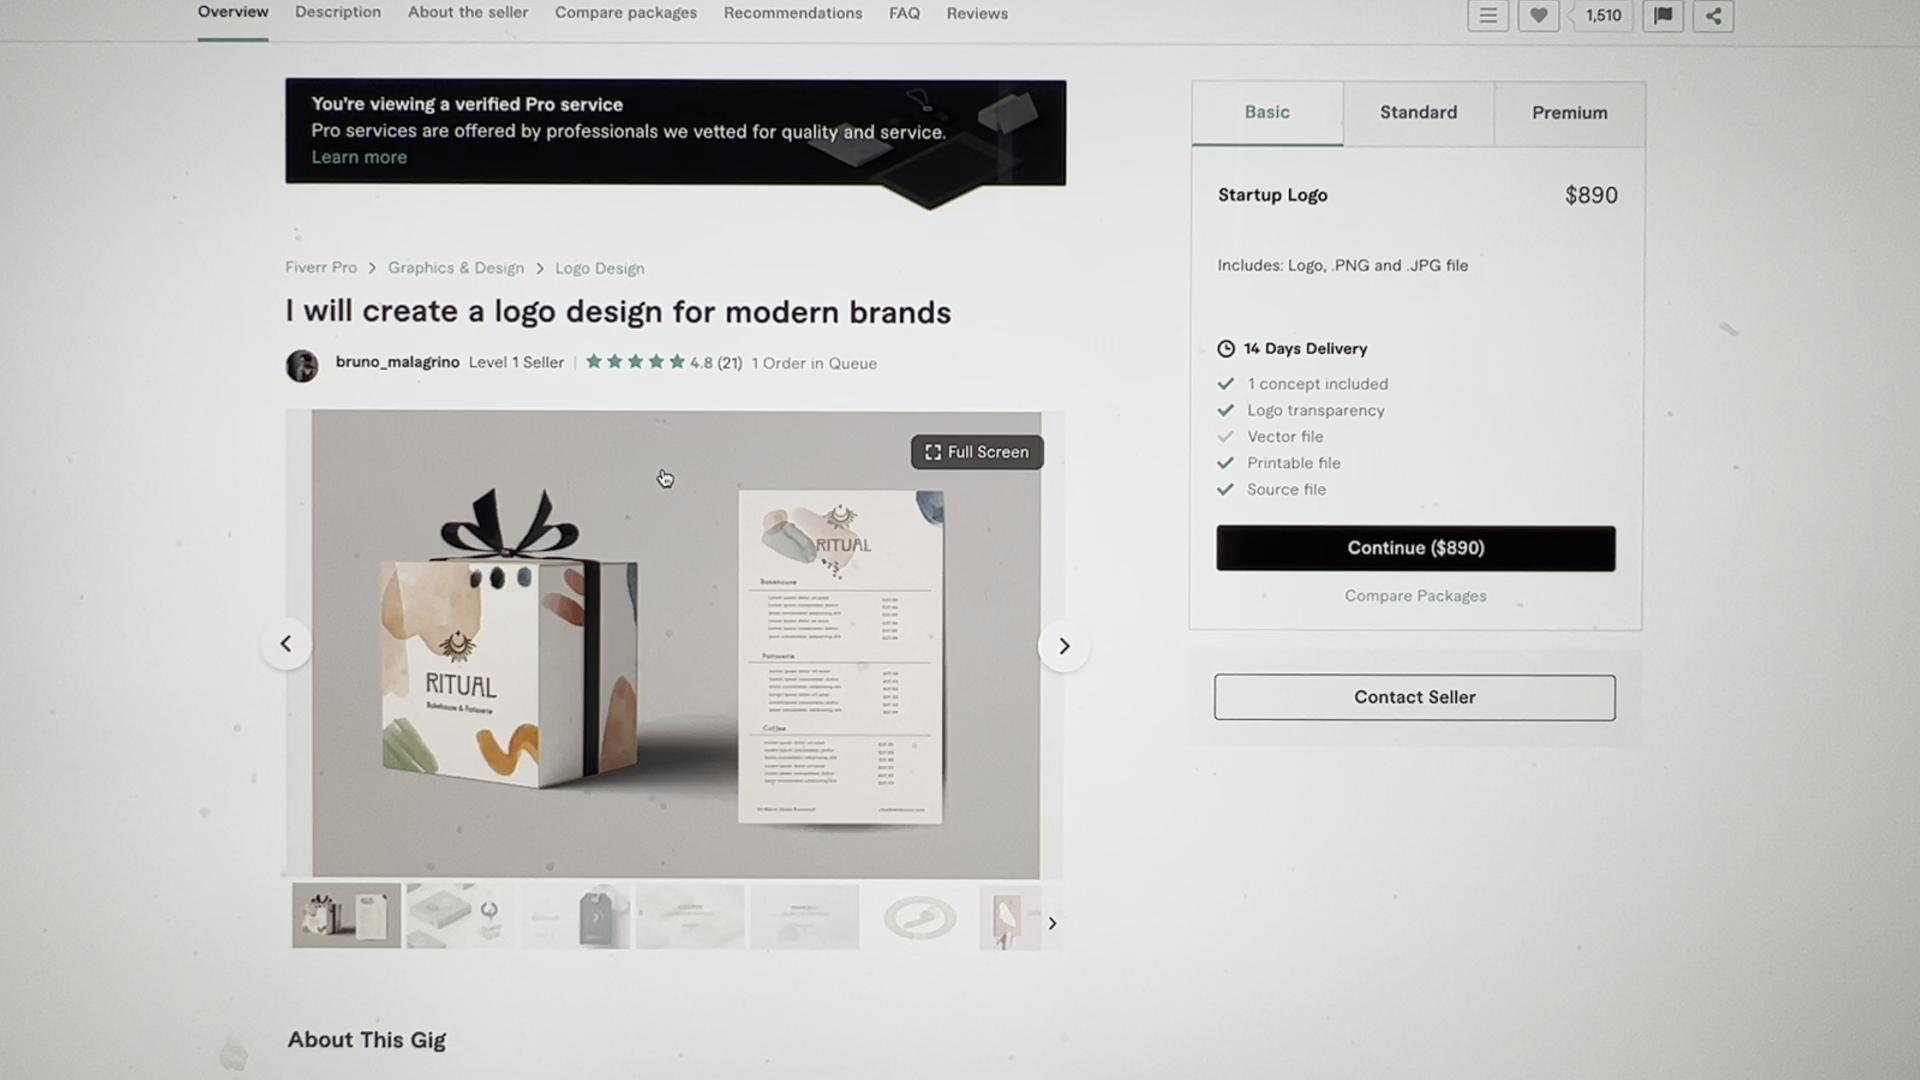 Overview Description About the seller Compare packages Recommendations FAQ Reviews
1,510
You're viewing a verified Pro service
Pro services are offered by professionals we vetted for quality and service.
Learn more
Fiverr Pro > Graphics & Design > Logo Design
I will create a logo design for modern brands
bruno_malagrino Level 1 Seller | 4.8 (21) 1 Order in Queue
Full Screen
RITUAL
Bakehouse & Patisserie
RITUAL
Bakehouse
Patisserie
Coffee
About This Gig
Basic Standard Premium
Startup Logo $890
Includes: Logo, .PNG and .JPG file
14 Days Delivery
1 concept included
Logo transparency
Vector file
Printable file
Source file
Continue ($890)
Compare Packages
Contact Seller